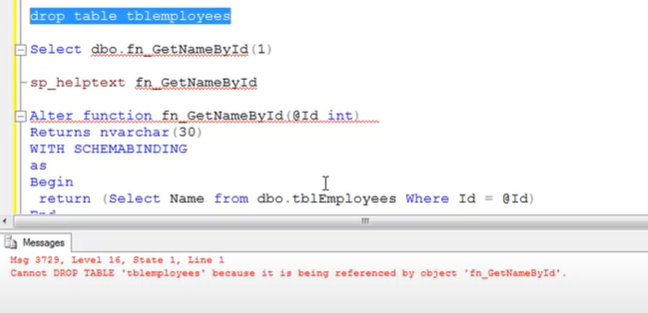 drop table tblemployees
Select dbo.fn_GetNameById(1)
sp_helptext fn_GetNameById
Alter function fn_GetNameById(@Id int)
Returns nvarchar(30)
WITH SCHEMABINDING
as
Begin
return (Select Name from dbo.tblEmployees Where Id = @Id)
End
Messages
Msg 3729, Level 16, State 1, Line 1
Cannot DROP TABLE 'tblemployees' because it is being referenced by object 'fn_GetNameById'.